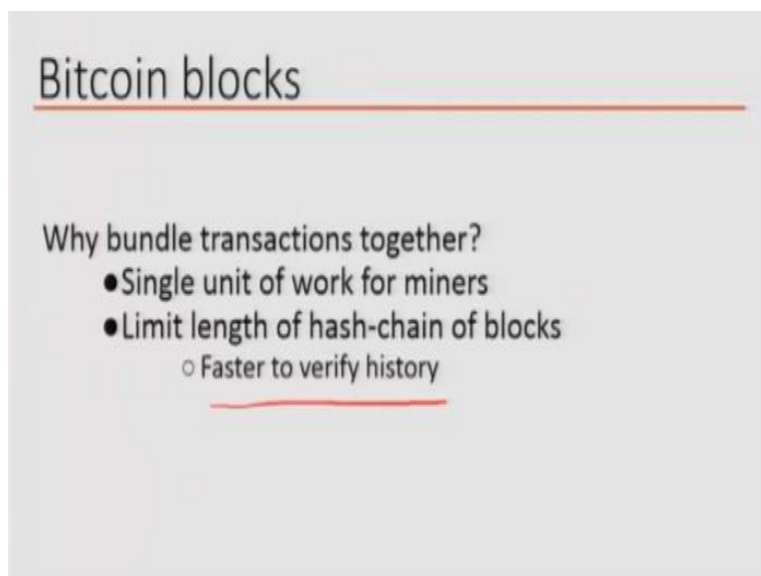 Bitcoin blocks
Why bundle transactions together?
●Single unit of work for miners
●Limit length of hash-chain of blocks
○ Faster to verify history